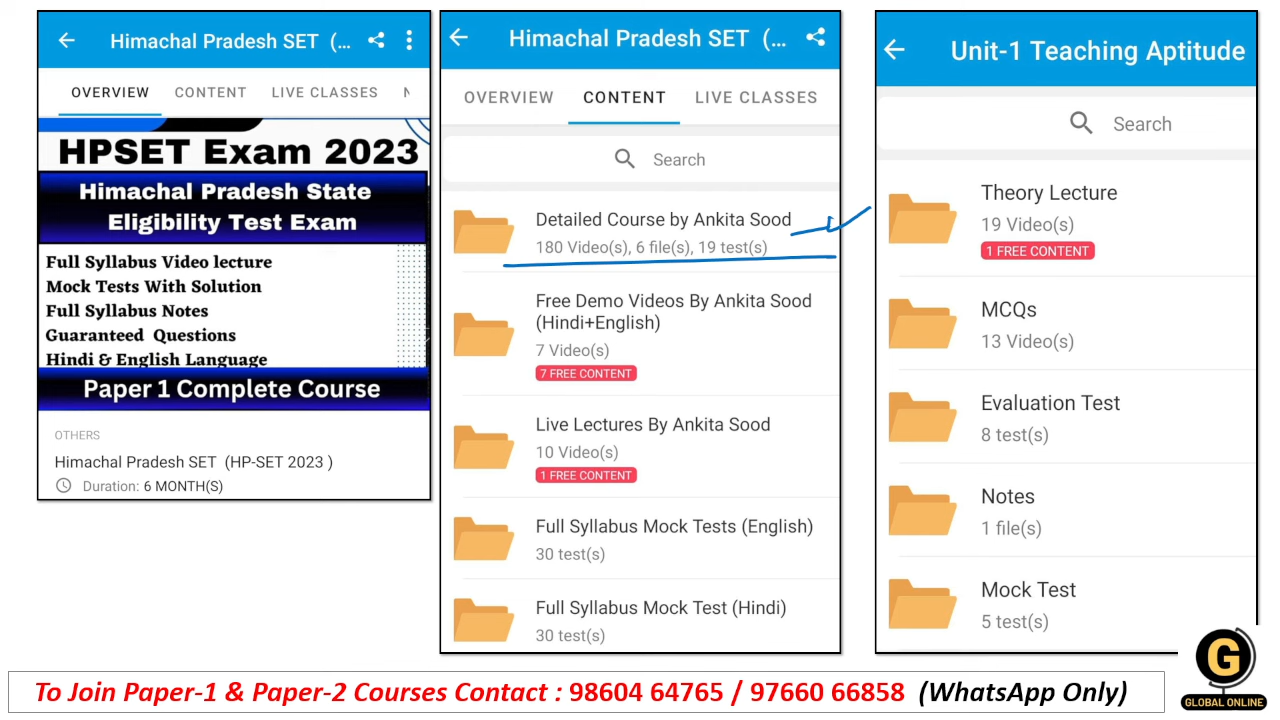 Himachal Pradesh SET (...
OVERVIEW CONTENT LIVE CLASSES
HPSET Exam 2023
Himachal Pradesh State
Eligibility Test Exam
Full Syllabus Video lecture
Mock Tests With Solution
Full Syllabus Notes
Guaranteed Questions
Hindi & English Language
Paper 1 Complete Course
OTHERS
Himachal Pradesh SET (HP-SET 2023 )
Duration: 6 MONTH(S)
Himachal Pradesh SET (...
OVERVIEW CONTENT LIVE CLASSES
Search
Detailed Course by Ankita Sood
180 Video(s), 6 file(s), 19 test(s)
Free Demo Videos By Ankita Sood
(Hindi+English)
7 Video(s)
7 FREE CONTENT
Live Lectures By Ankita Sood
10 Video(s)
1 FREE CONTENT
Full Syllabus Mock Tests (English)
30 test(s)
Full Syllabus Mock Test (Hindi)
30 test(s)
Unit-1 Teaching Aptitude
Search
Theory Lecture
19 Video(s)
1 FREE CONTENT
MCQs
13 Video(s)
Evaluation Test
8 test(s)
Notes
1 file(s)
Mock Test
5 test(s)
To Join Paper-1 & Paper-2 Courses Contact : 98604 64765 / 97660 66858 (WhatsApp Only)
G
GLOBAL ONLINE